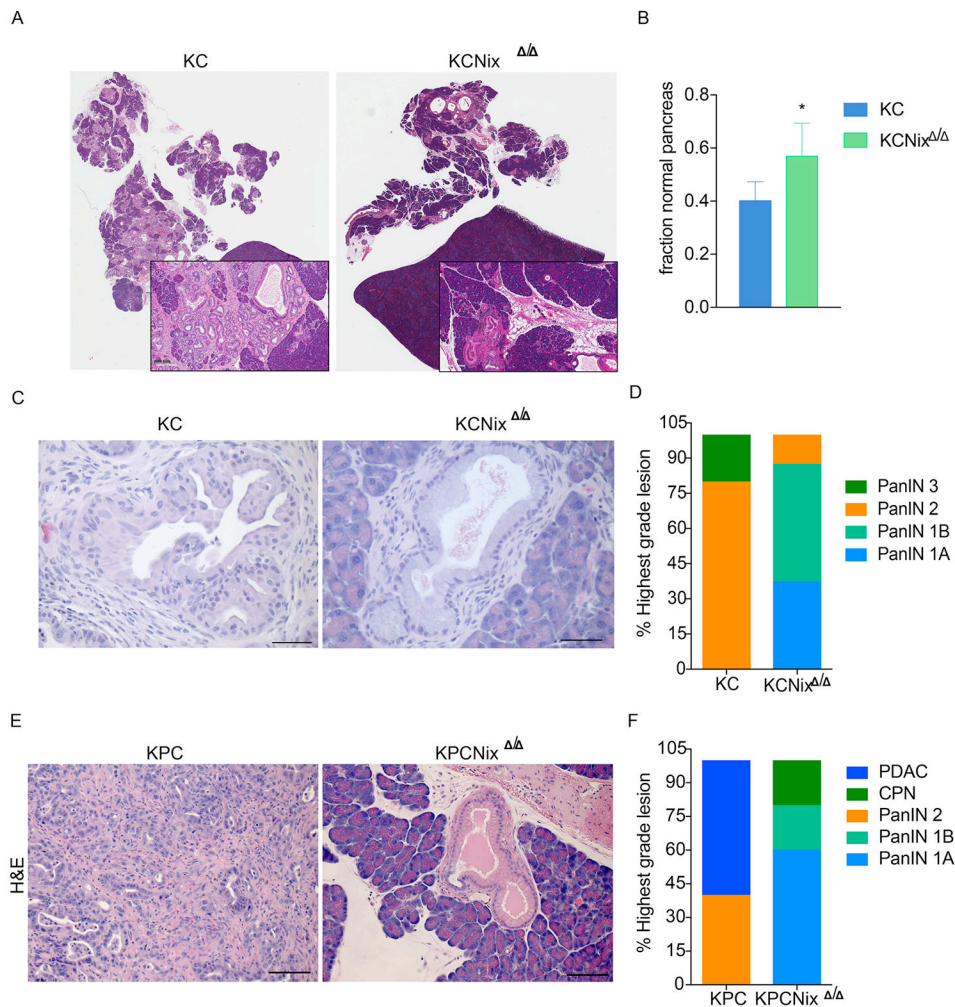 A
KC
KCNix Δ/Δ
B
fraction normal pancreas
0.8
0.6
0.4
0.2
0.0
*
KC
KCNixΔ/Δ
C
KC
KCNix Δ/Δ
D
% Highest grade lesion
105
90
75
60
45
30
15
0
KC
KCNixΔ/Δ
PanIN 3
PanIN 2
PanIN 1B
PanIN 1A
E
KPC
KPCNix Δ/Δ
H&E
F
% Highest grade lesion
105
90
75
60
45
30
15
0
KPC
KPCNix Δ/Δ
PDAC
CPN
PanIN 2
PanIN 1B
PanIN 1A